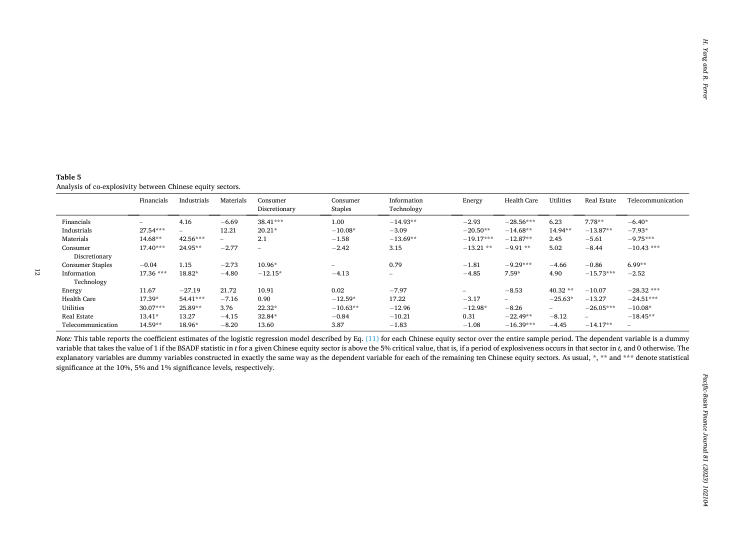 H. Yang and R. Ferrer
Table 5
Analysis of co-explosivity between Chinese equity sectors.
Financials Industrials Materials Consumer Discretionary Consumer Staples Information Technology Energy Health Care Utilities Real Estate Telecommunication
Financials – 4.16 −6.69 38.41*** 1.00 −14.93** −2.93 −28.56*** 6.23 7.78** −6.40*
Industrials 27.54*** – 12.21 20.21* −10.08* −3.09 −20.50** −14.68** 14.94** −13.87** −7.93*
Materials 14.68** 42.56*** – 2.1 −1.58 −13.69** −19.17*** −12.87** 2.45 −5.61 −9.75***
Consumer Discretionary 17.40*** 24.95** −2.77 – −2.42 3.15 −13.21 ** −9.91 ** 5.02 −8.44 −10.43 ***
Consumer Staples −0.04 1.15 −2.73 10.96* – 0.79 −1.81 −9.29*** −4.66 −0.86 6.99**
Information Technology 17.36 *** 18.82* −4.80 −12.15* −4.13 – −4.85 7.59* 4.90 −15.73*** −2.52
Energy 11.67 −27.19 21.72 10.91 0.02 −7.97 – −8.53 40.32 ** −10.07 −28.32 ***
Health Care 17.39* 54.41*** −7.16 0.90 −12.59* 17.22 −3.17 – −25.63* −13.27 −24.51***
Utilities 30.07*** 25.89** 3.76 22.32* −10.63** −12.96 −12.98* −8.26 – −26.05*** −10.08*
Real Estate 13.41* 13.27 −4.15 32.84* −0.84 −10.21 0.31 −22.49** −8.12 – −18.45**
Telecommunication 14.59** 18.96* −8.20 13.60 3.87 −1.83 −1.08 −16.39*** −4.45 −14.17** –
Note: This table reports the coefficient estimates of the logistic regression model described by Eq. (11) for each Chinese equity sector over the entire sample period. The dependent variable is a dummy
variable that takes the value of 1 if the BSADF statistic in t for a given Chinese equity sector is above the 5% critical value, that is, if a period of explosiveness occurs in that sector in t, and 0 otherwise. The
explanatory variables are dummy variables constructed in exactly the same way as the dependent variable for each of the remaining ten Chinese equity sectors. As usual, *, ** and *** denote statistical
significance at the 10%, 5% and 1% significance levels, respectively.
12
Pacific-Basin Finance Journal 81 (2023) 102104